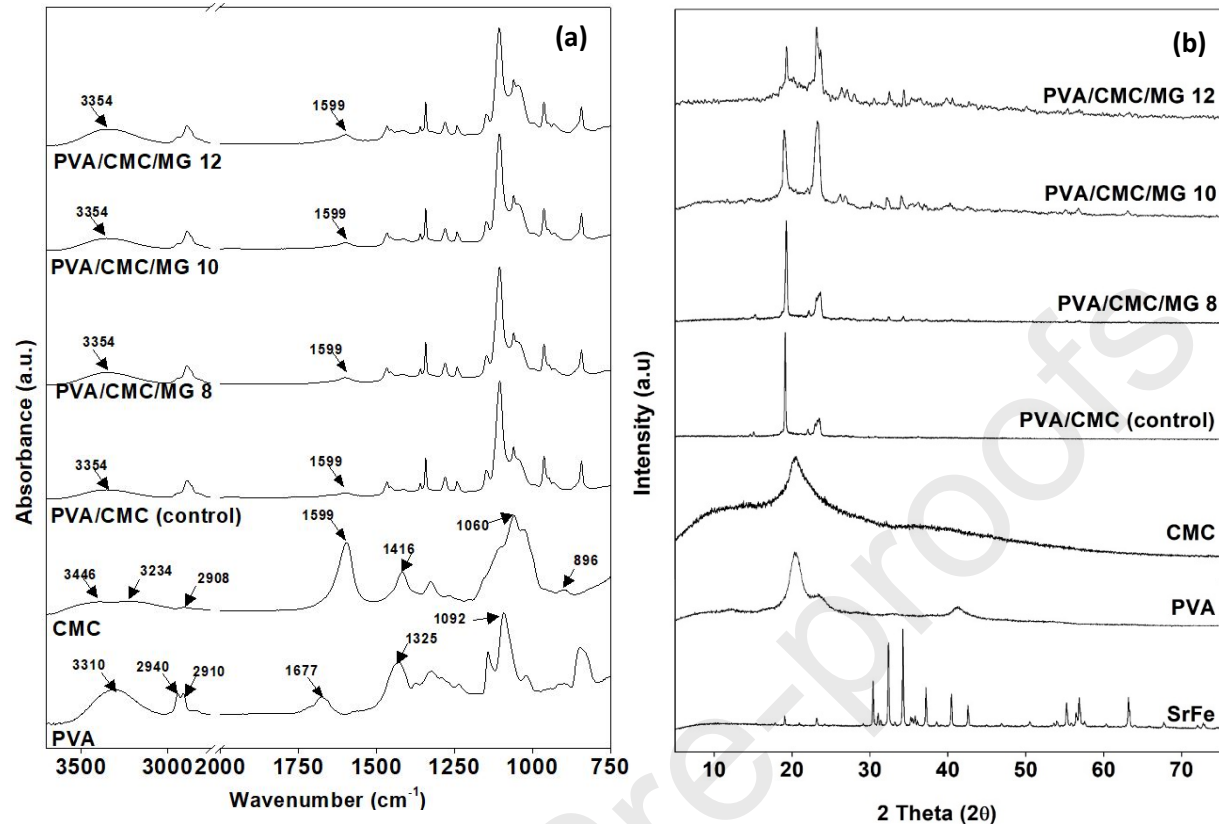 (a)
3354
1599
PVA/CMC/MG 12
3354
1599
PVA/CMC/MG 10
3354
1599
PVA/CMC/MG 8
3354
1599
PVA/CMC (control)
1599
1060
1416
896
3446
3234
2908
CMC
1092
1325
3310
2940
2910
1677
PVA
3500
3000
2000
1750
1500
1250
1000
750
Absorbance (a.u.)
Wavenumber (cm⁻¹)
(b)
PVA/CMC/MG 12
PVA/CMC/MG 10
PVA/CMC/MG 8
PVA/CMC (control)
CMC
PVA
SrFe
10
20
30
40
50
60
70
Intensity (a.u)
2 Theta (2θ)
re-proofs